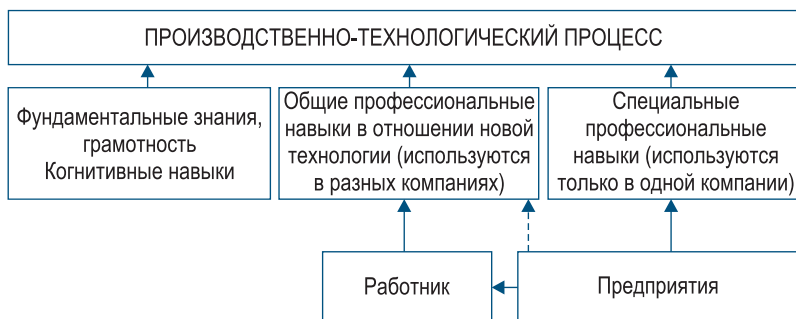 ПРОИЗВОДСТВЕННО-ТЕХНОЛОГИЧЕСКИЙ ПРОЦЕСС
Фундаментальные знания,
грамотность
Когнитивные навыки
Общие профессиональные
навыки в отношении новой
технологии (используются
в разных компаниях)
Специальные
профессиональные
навыки (используются
только в одной компании)
Работник
Предприятия